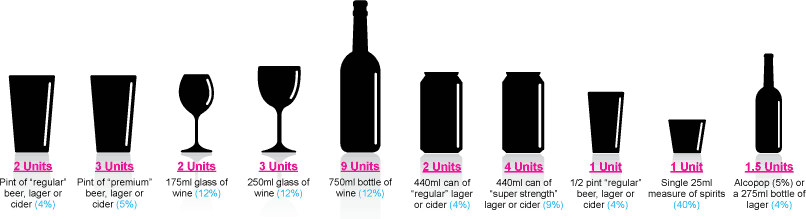 2 Units
Pint of “regular”
beer, lager or
cider (4%)
3 Units
Pint of “premium”
beer, lager or
cider (5%)
2 Units
175ml glass of
wine (12%)
3 Units
250ml glass of
wine (12%)
9 Units
750ml bottle of
wine (12%)
2 Units
440ml can of
“regular” lager
or cider (4%)
4 Units
440ml can of
“super strength”
lager or cider (9%)
1 Unit
1/2 pint “regular”
beer, lager or
cider (4%)
1 Unit
Single 25ml
measure of spirits
(40%)
1.5 Units
Alcopop (5%) or
a 275ml bottle of
lager (4%)